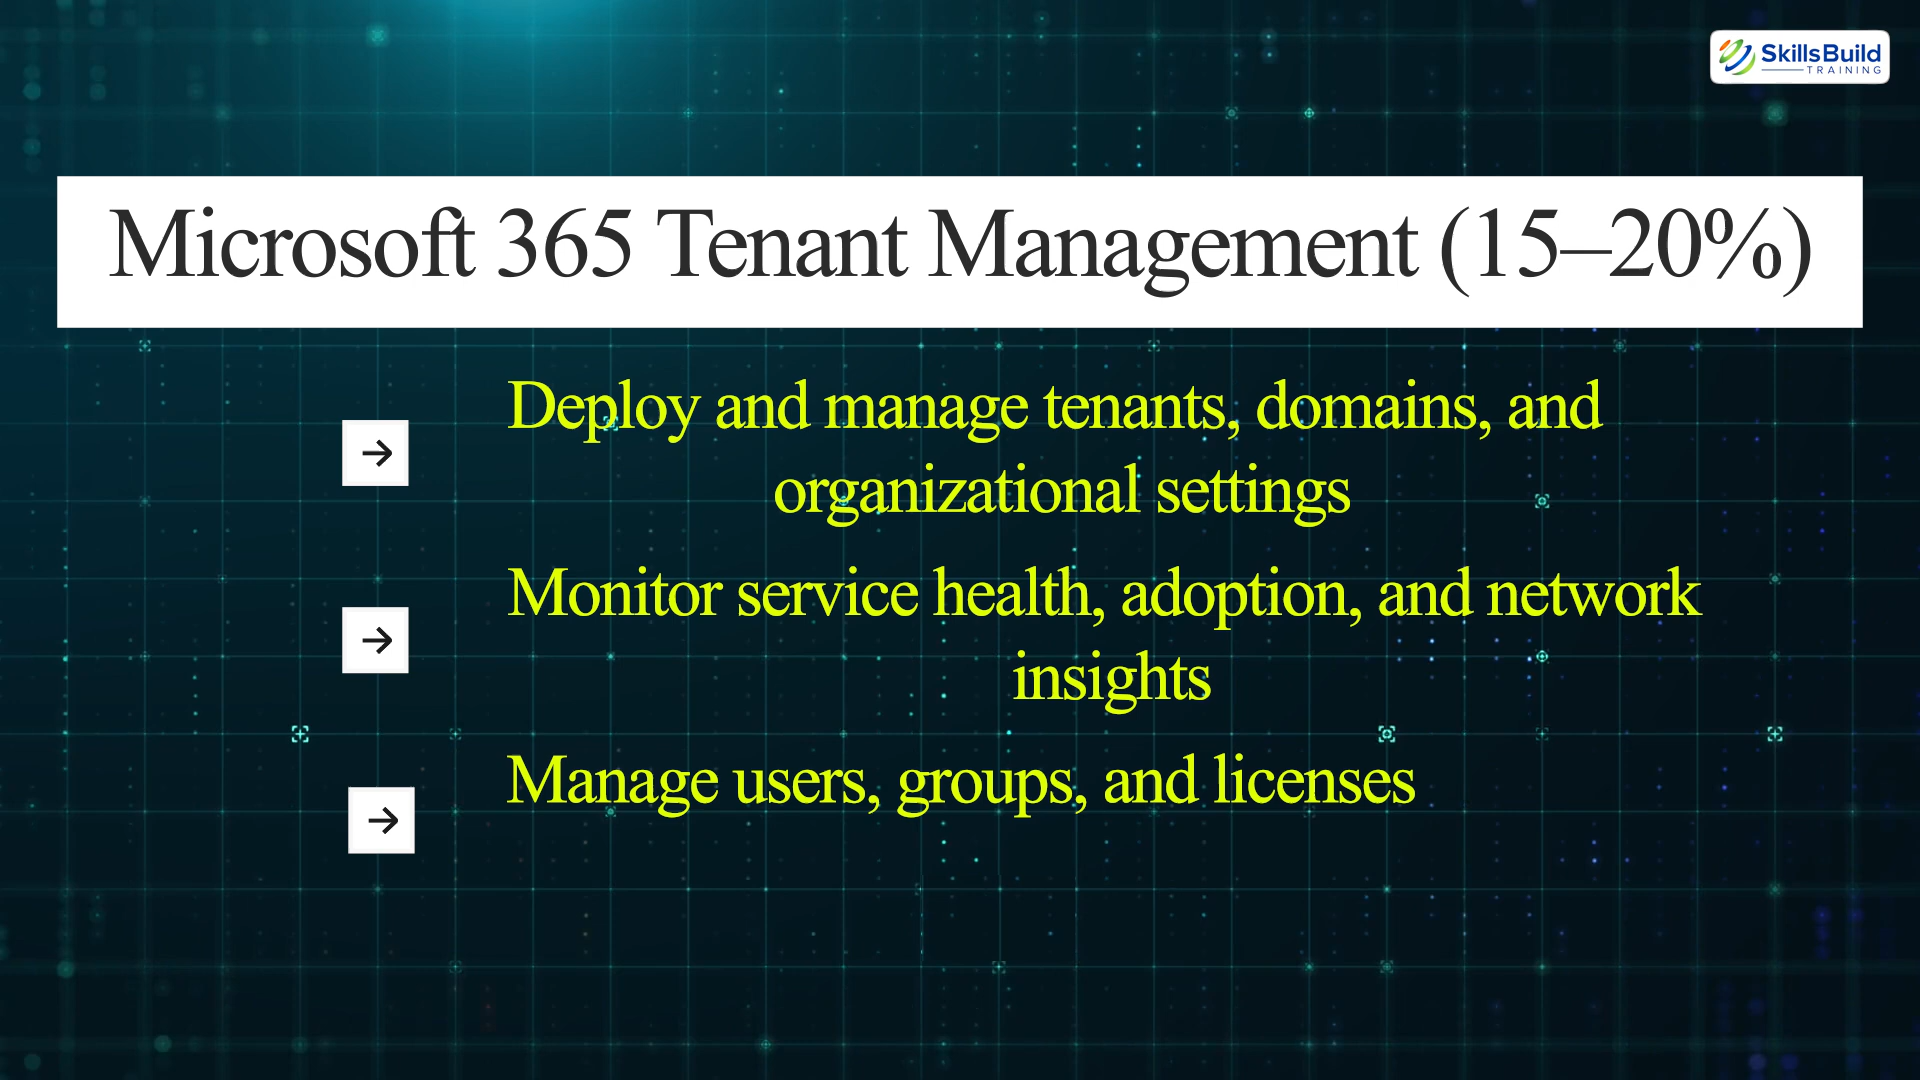 SkillsBuild
TRAINING
Microsoft 365 Tenant Management (15–20%)
Deploy and manage tenants, domains, and
organizational settings
Monitor service health, adoption, and network
insights
Manage users, groups, and licenses